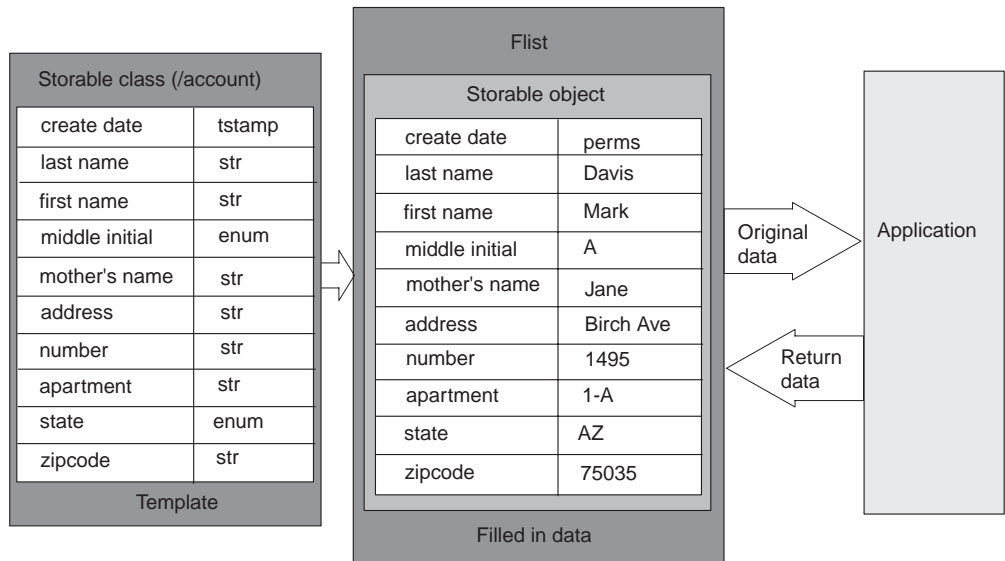 Storable class (/account)
create date tstamp
last name str
first name str
middle initial enum
mother's name str
address str
number str
apartment str
state enum
zipcode str
Template
Flist
Storable object
create date perms
last name Davis
first name Mark
middle initial A
mother's name Jane
address Birch Ave
number 1495
apartment 1-A
state AZ
zipcode 75035
Filled in data
Original
data
Return
data
Application